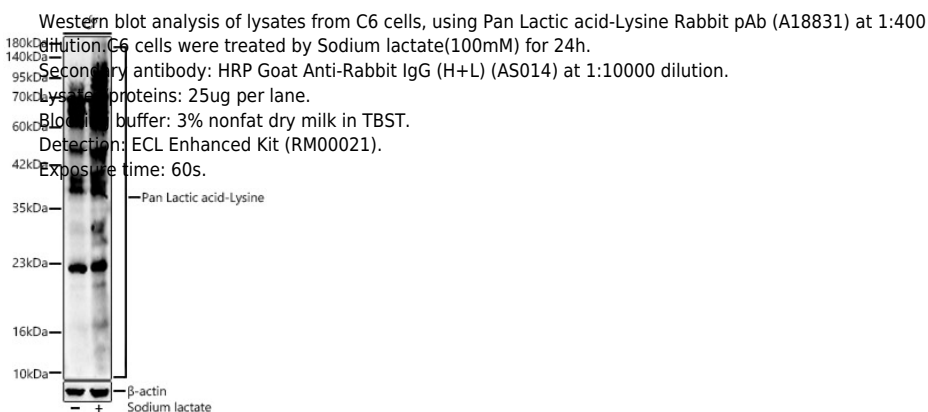 Western blot analysis of lysates from C6 cells, using Pan Lactic acid-Lysine Rabbit pAb (A18831) at 1:400
dilution.C6 cells were treated by Sodium lactate(100mM) for 24h.
Secondary antibody: HRP Goat Anti-Rabbit IgG (H+L) (AS014) at 1:10000 dilution.
Lysates/proteins: 25ug per lane.
Blocking buffer: 3% nonfat dry milk in TBST.
Detection: ECL Enhanced Kit (RM00021).
Exposure time: 60s.
180kDa
140kDa
95kDa
70kDa
60kDa
42kDa
35kDa
23kDa
16kDa
10kDa
Pan Lactic acid-Lysine
β-actin
- + Sodium lactate